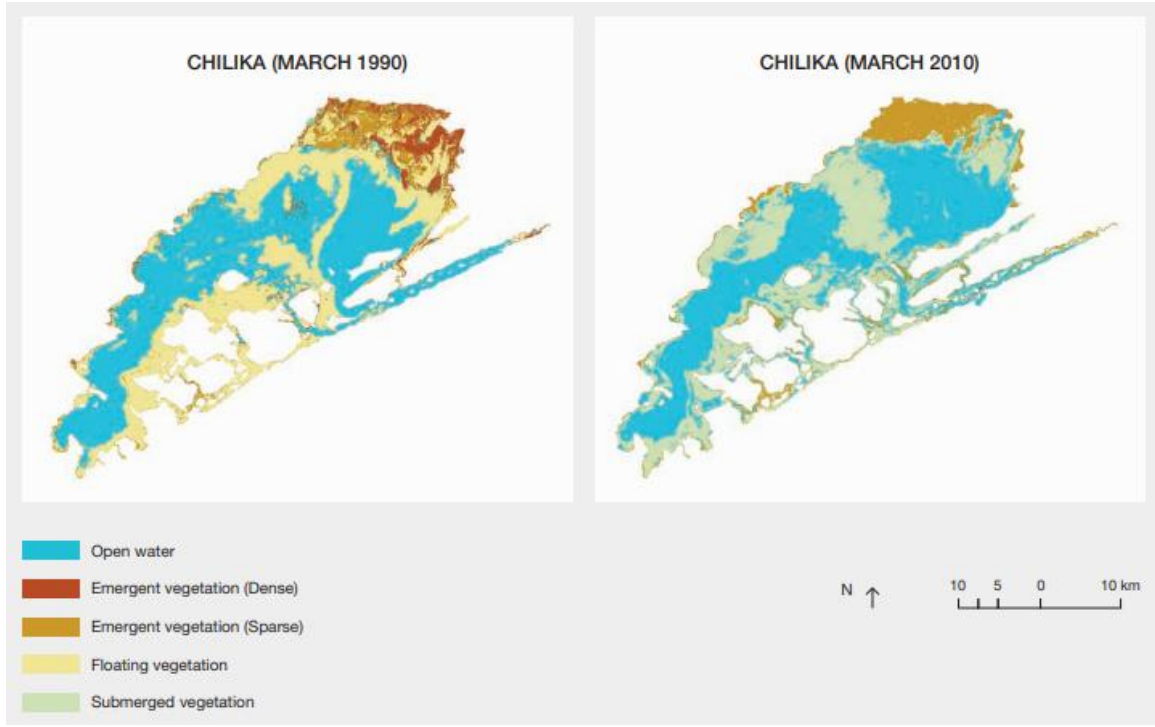 CHILIKA (MARCH 1990)
CHILIKA (MARCH 2010)
Open water
Emergent vegetation (Dense)
Emergent vegetation (Sparse)
Floating vegetation
Submerged vegetation
N
10 5 0 10 km